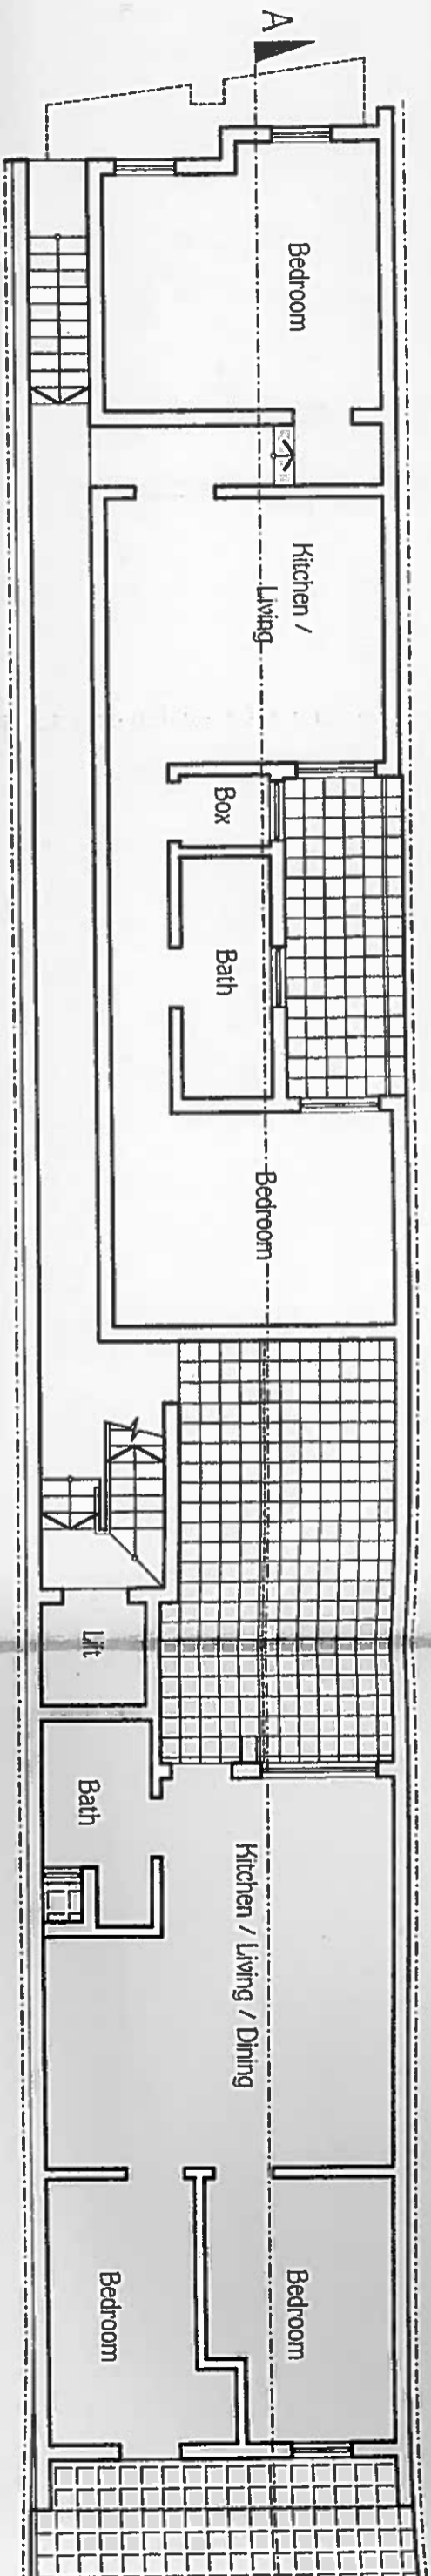 A
Bedroom
Kitchen /
Living
Box
Bath
Bedroom
Lift
Bath
Kitchen / Living / Dining
Bedroom
Bedroom